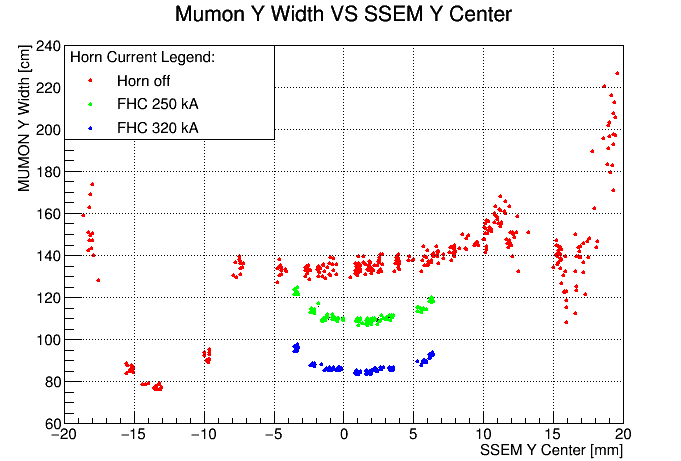 Mumon Y Width VS SSEM Y Center
MUMON Y Width [cm]
240
220
200
180
160
140
120
100
80
60
Horn Current Legend:
Horn off
FHC 250 kA
FHC 320 kA
−20 −15 −10 −5 0 5 10 15 20
SSEM Y Center [mm]